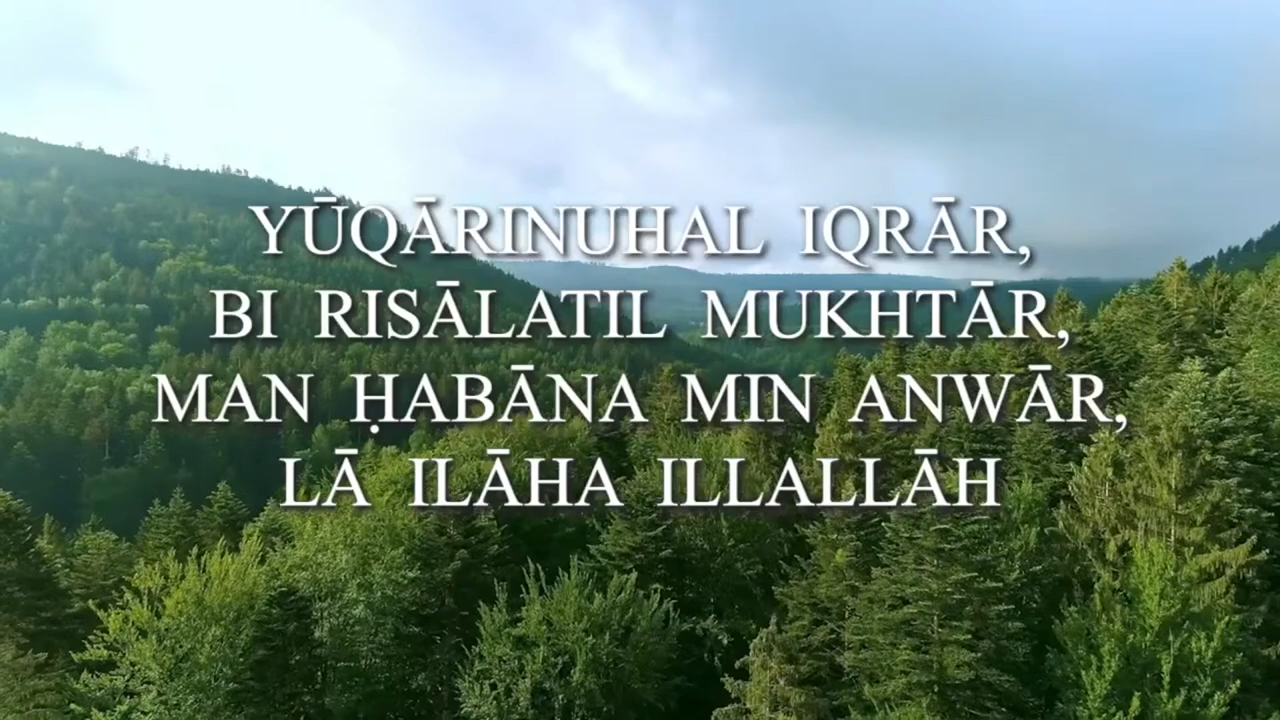 YŪQĀRINUHAL IQRĀR,
BI RISĀLATIL MUKHTĀR,
MAN ḤABĀNA MIN ANWĀR,
LĀ ILĀHA ILLALLĀH